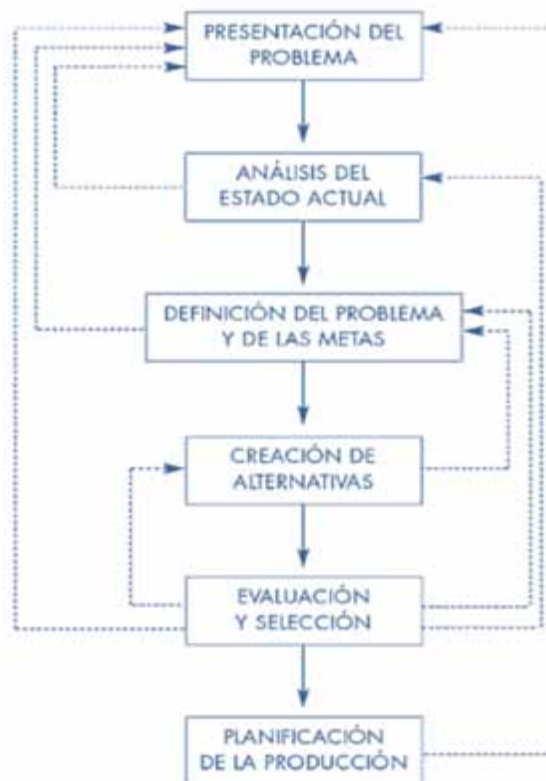 PRESENTACIÓN DEL
PROBLEMA
ANÁLISIS DEL
ESTADO ACTUAL
DEFINICIÓN DEL PROBLEMA
Y DE LAS METAS
CREACIÓN DE
ALTERNATIVAS
EVALUACIÓN
Y SELECCIÓN
PLANIFICACIÓN
DE LA PRODUCCIÓN